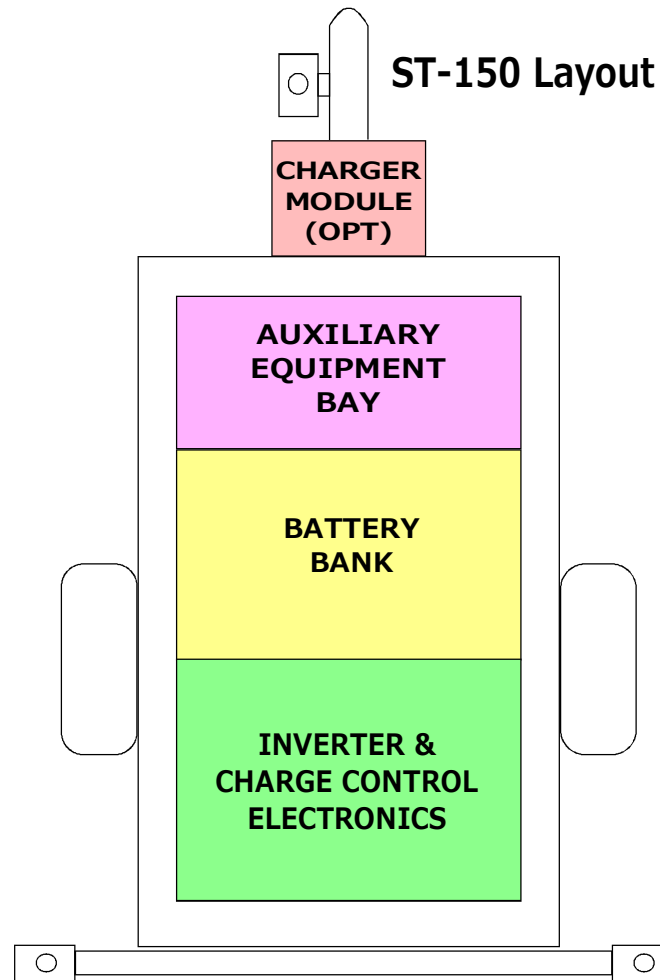 ST-150 Layout
CHARGER
MODULE
(OPT)
AUXILIARY
EQUIPMENT
BAY
BATTERY
BANK
INVERTER &
CHARGE CONTROL
ELECTRONICS